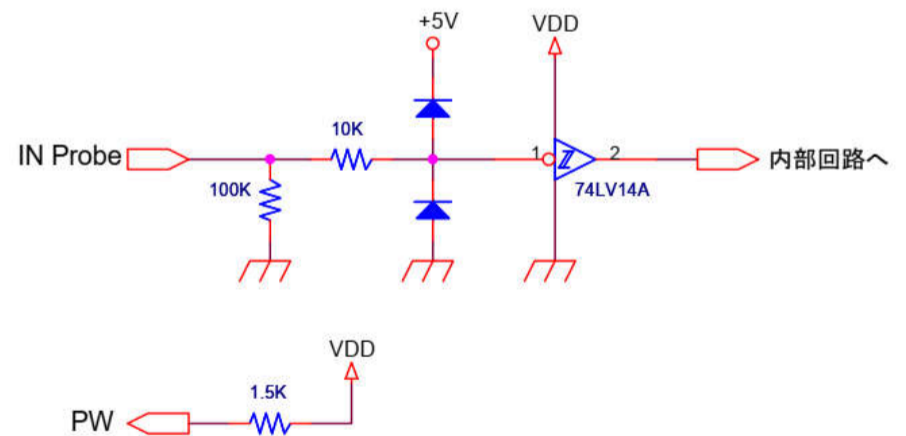 +5V
VDD
IN Probe
10K
1
2
内部回路へ
100K
74LV14A
VDD
1.5K
PW